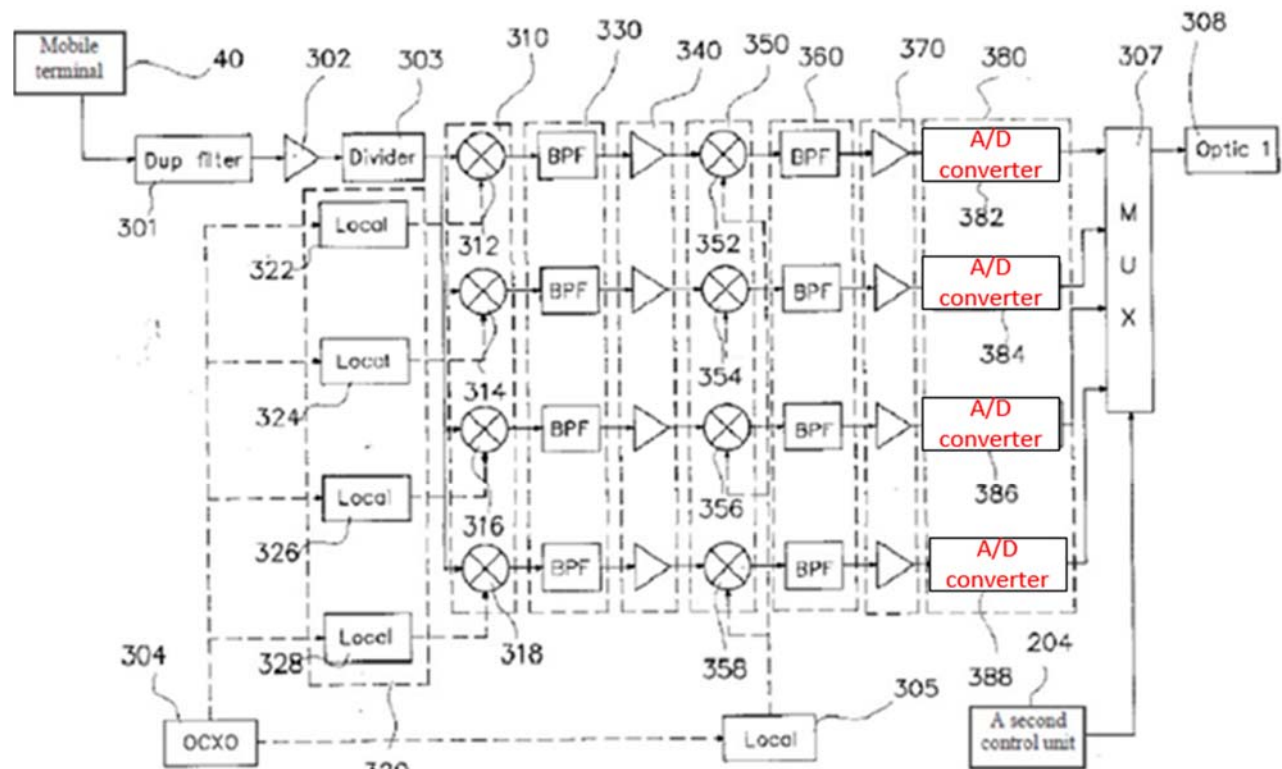 Mobile
terminal
40
302
303
310
330
340
350
360
370
380
307
308
Dup filter
Divider
BPF
BPF
A/D
converter
Optic 1
301
Local
322
312
352
382
M
U
X
BPF
BPF
A/D
converter
Local
324
314
354
384
BPF
BPF
A/D
converter
Local
326
316
356
386
BPF
BPF
A/D
converter
Local
328
318
358
388
204
304
305
OCXO
Local
A second
control unit
320